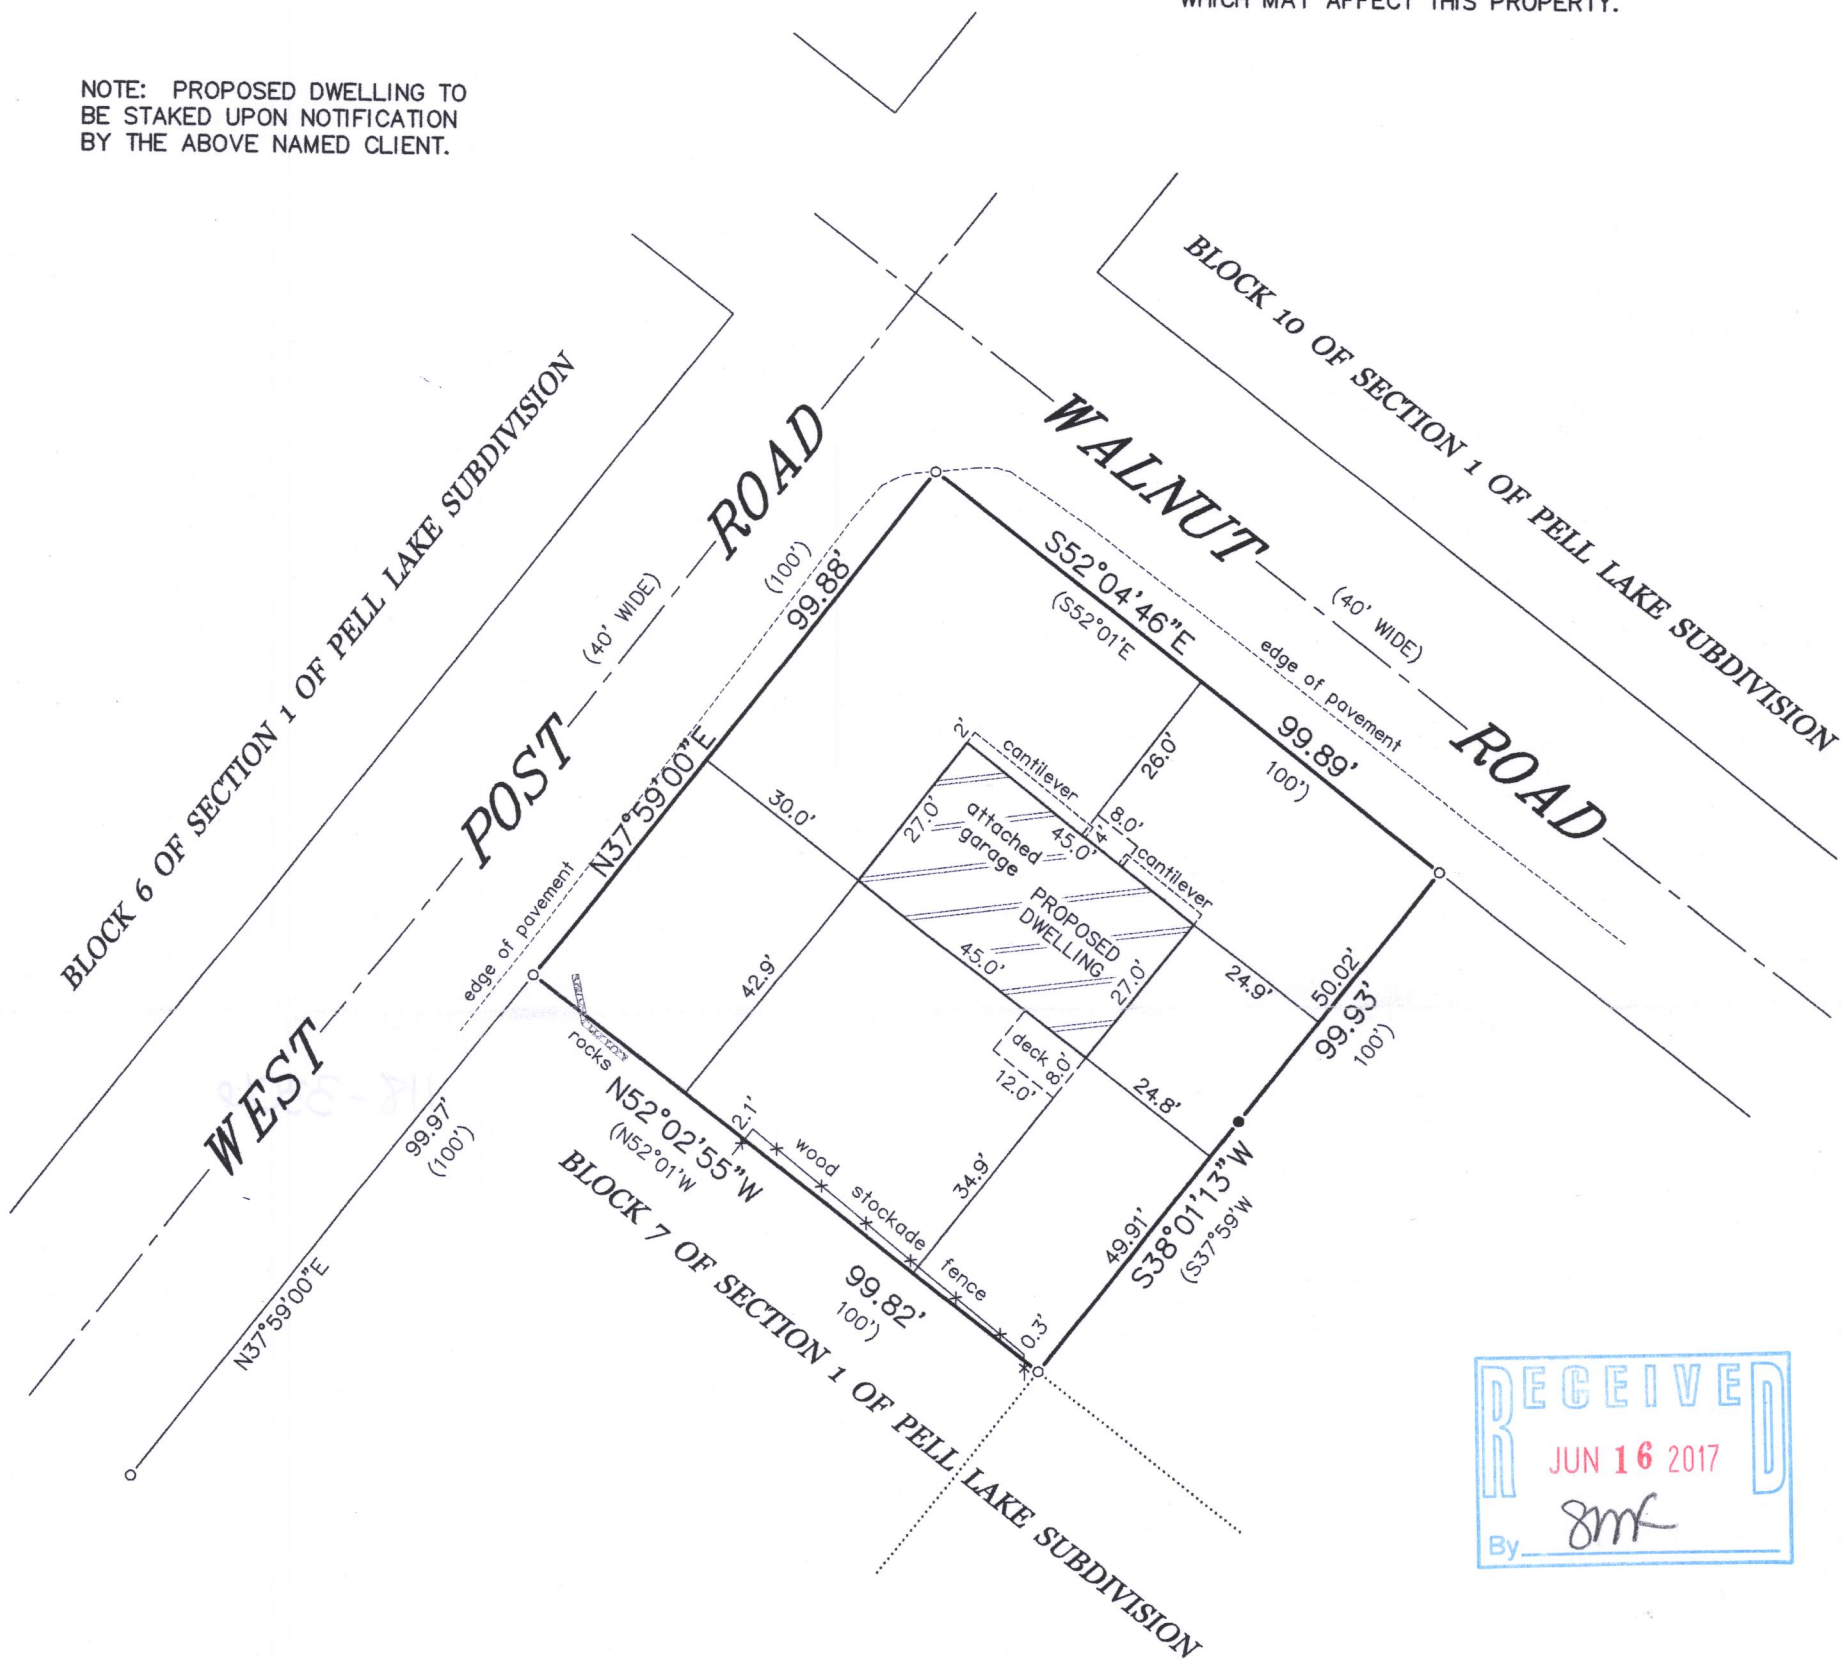 WHICH MAY AFFECT THIS PROPERTY.
NOTE: PROPOSED DWELLING TO
BE STAKED UPON NOTIFICATION
BY THE ABOVE NAMED CLIENT.
BLOCK 6 OF SECTION 1 OF PELL LAKE SUBDIVISION
BLOCK 10 OF SECTION 1 OF PELL LAKE SUBDIVISION
WEST POST ROAD
(40' WIDE)
WALNUT ROAD
(40' WIDE)
(100')
99.88'
N37°59'00"E
edge of pavement
S52°04'46"E
(S52°01'E
99.89'
100')
edge of pavement
2'
cantilever
26.0'
8.0'
4'
cantilever
30.0'
27.0'
attached
garage
45.0'
PROPOSED
DWELLING
45.0'
27.0'
24.9'
50.02'
99.93'
100')
42.9'
deck
8.0'
12.0'
24.8'
rocks
N52°02'55"W
(N52°01'W
2.1'
wood stockade fence
34.9'
49.91'
S38°01'13"W
(S37°59'W
99.82'
100')
0.3'
99.97'
(100')
N37°59'00"E
BLOCK 7 OF SECTION 1 OF PELL LAKE SUBDIVISION
RECEIVED
JUN 16 2017
By smk